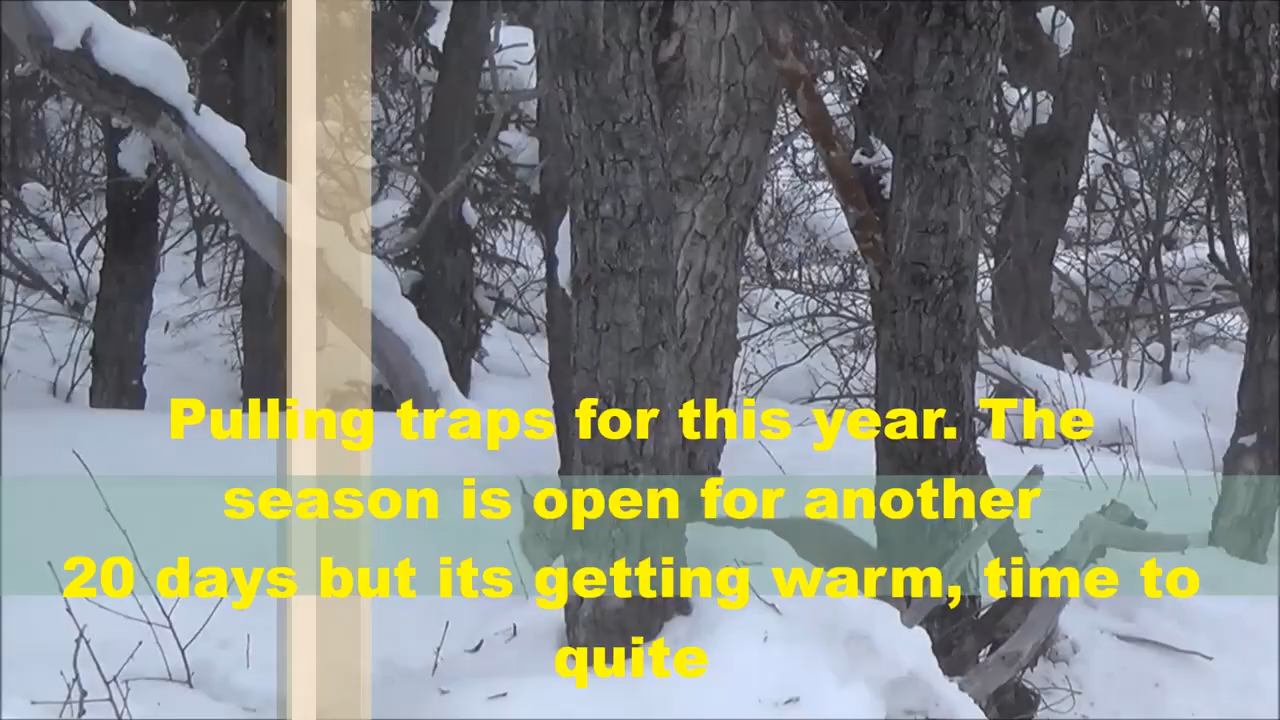 Pulling traps for this year. The
season is open for another
20 days but its getting warm, time to
quite